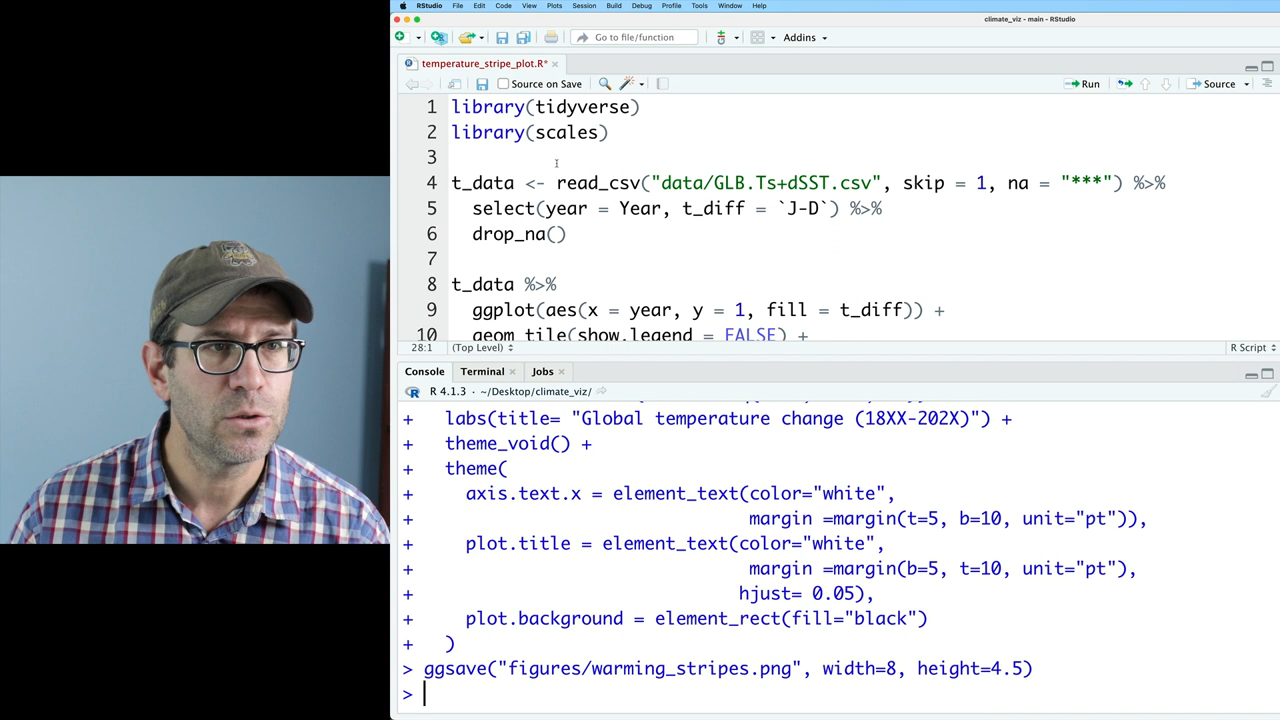 RStudio File Edit Code View Plots Session Build Debug Profile Tools Window Help
climate_viz - main - RStudio
Go to file/function Addins
temperature_stripe_plot.R*
Source on Save Run Source
1 library(tidyverse)
2 library(scales)
3
4 t_data <- read_csv("data/GLB.Ts+dSST.csv", skip = 1, na = "***") %>%
5 select(year = Year, t_diff = `J-D`) %>%
6 drop_na()
7
8 t_data %>%
9 ggplot(aes(x = year, y = 1, fill = t_diff)) +
10 geom_tile(show.legend = FALSE) +
28:1 (Top Level) R Script
Console Terminal Jobs
R 4.1.3 · ~/Desktop/climate_viz/
+ labs(title= "Global temperature change (18XX-202X)") +
+ theme_void() +
+ theme(
+ axis.text.x = element_text(color="white",
+ margin =margin(t=5, b=10, unit="pt")),
+ plot.title = element_text(color="white",
+ margin =margin(b=5, t=10, unit="pt"),
+ hjust= 0.05),
+ plot.background = element_rect(fill="black")
+ )
> ggsave("figures/warming_stripes.png", width=8, height=4.5)
>